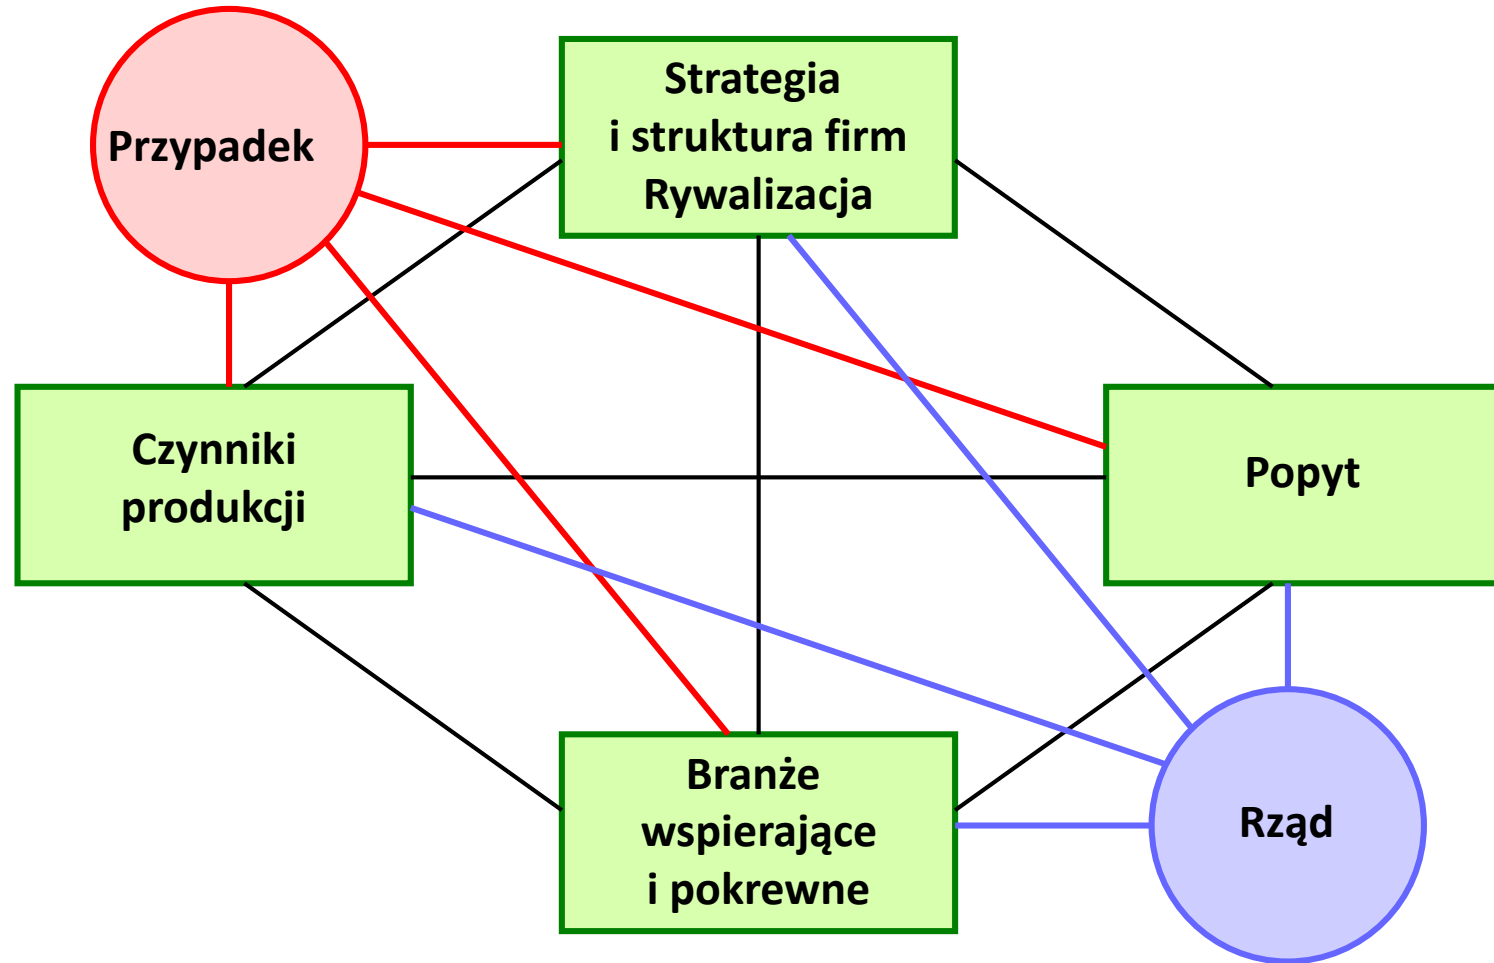 Przypadek
Strategia
i struktura firm
Rywalizacja
Czynniki
produkcji
Popyt
Branże
wspierające
i pokrewne
Rząd